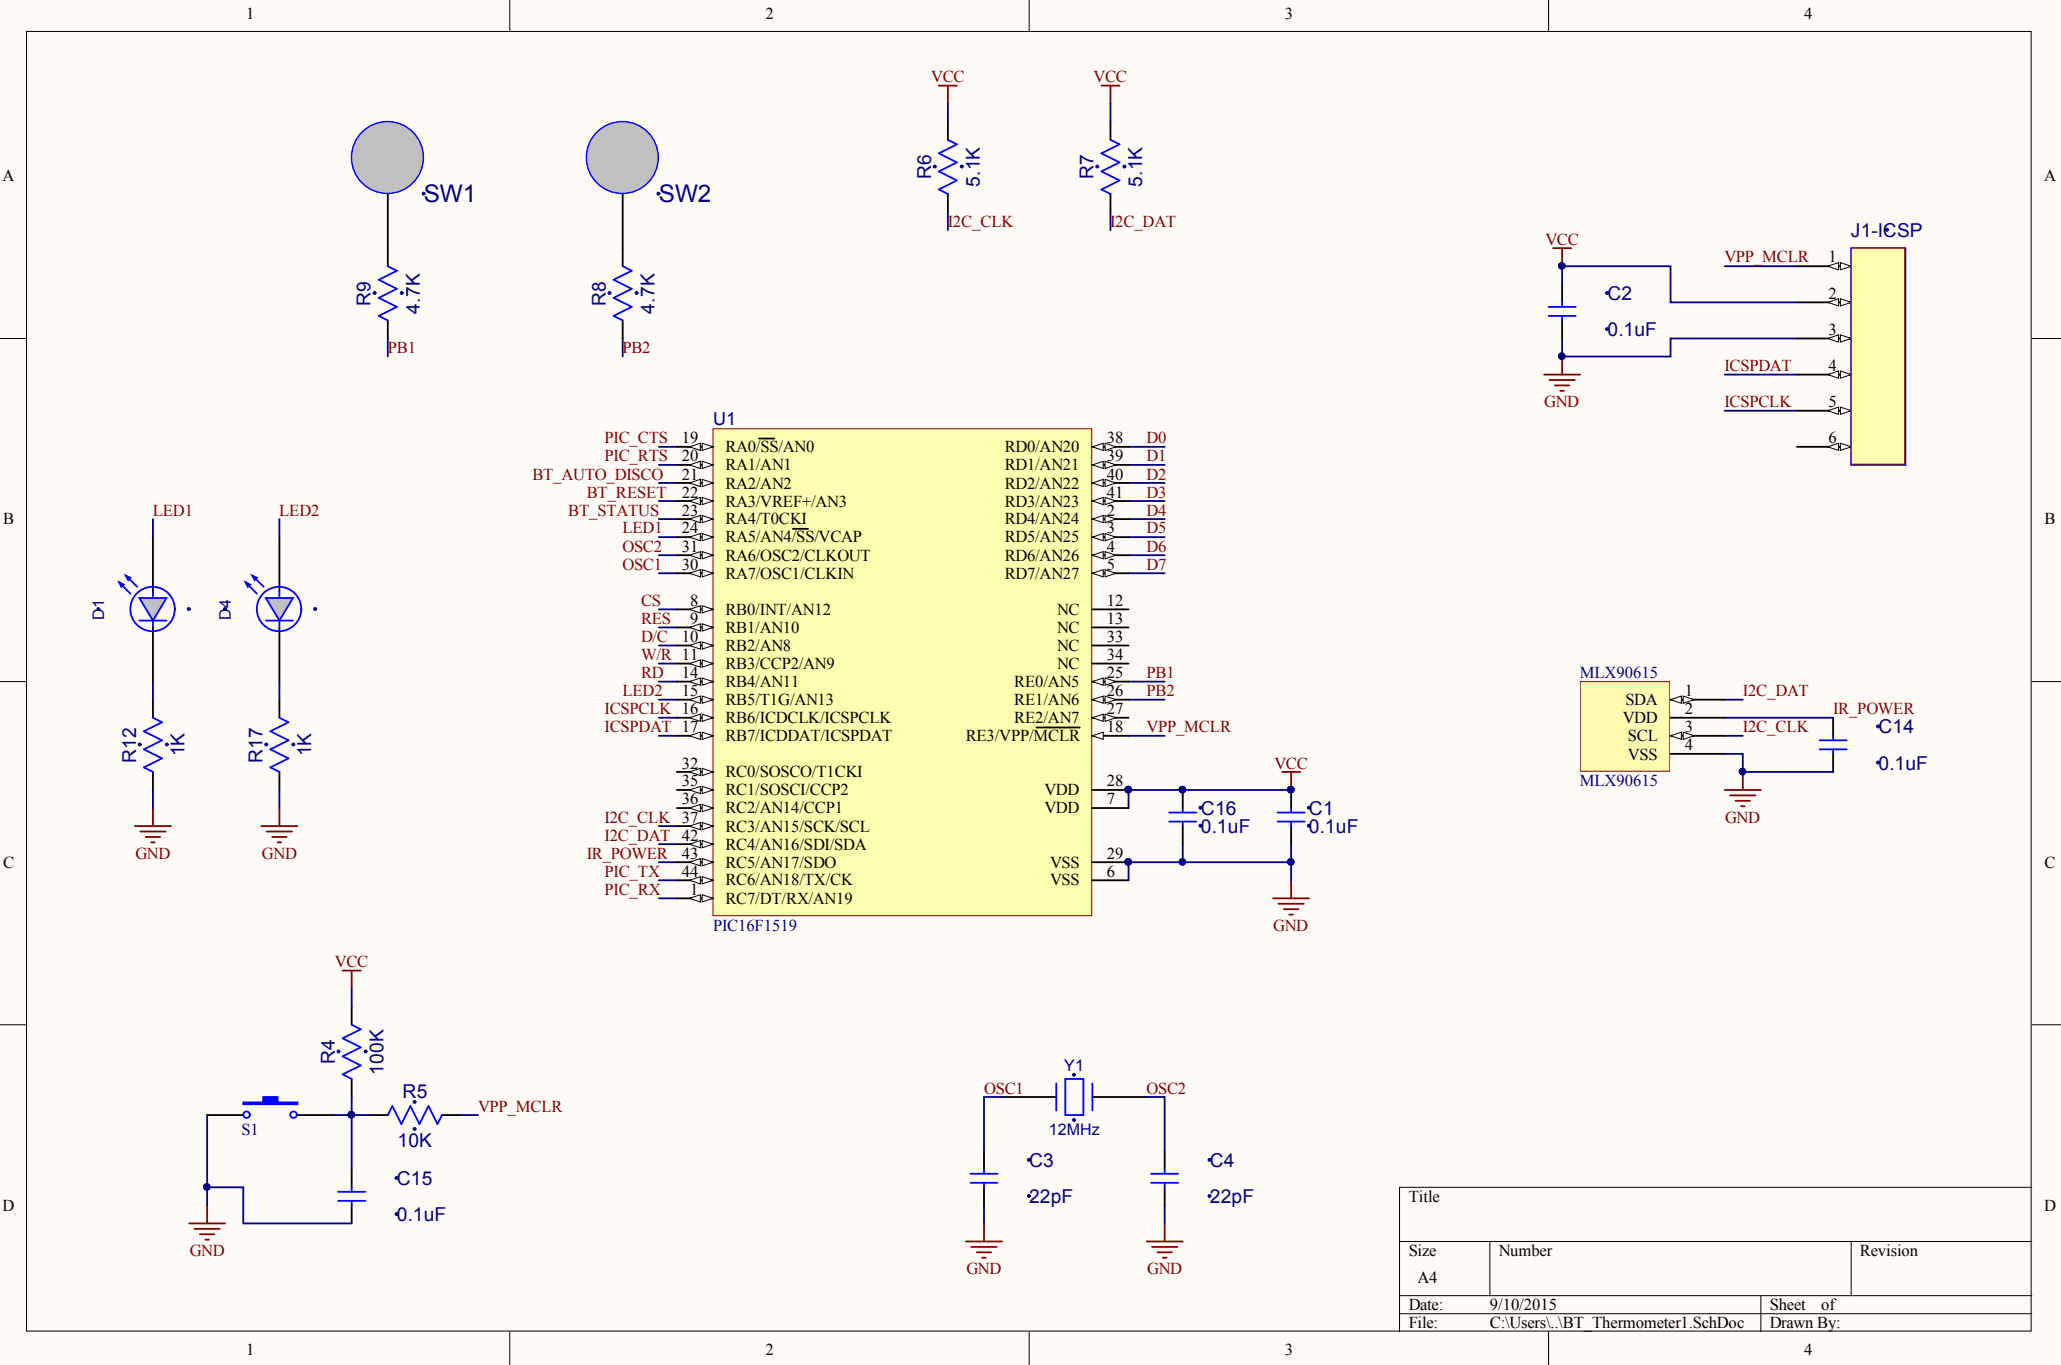 1 2 3 4
A A
B B
C C
D D
VCC
R6
5.1K
I2C_CLK
VCC
R7
5.1K
I2C_DAT
SW1
R9
4.7K
PB1
SW2
R8
4.7K
PB2
J1-ICSP
VCC
C2
0.1uF
GND
VPP_MCLR 1
2
3
ICSPDAT 4
ICSPCLK 5
6
U1
PIC_CTS 19 RA0/SS/AN0
PIC_RTS 20 RA1/AN1
BT_AUTO_DISCO 21 RA2/AN2
BT_RESET 22 RA3/VREF+/AN3
BT_STATUS 23 RA4/T0CKI
LED1 24 RA5/AN4/SS/VCAP
OSC2 31 RA6/OSC2/CLKOUT
OSC1 30 RA7/OSC1/CLKIN
CS 8 RB0/INT/AN12
RES 9 RB1/AN10
D/C 10 RB2/AN8
W/R 11 RB3/CCP2/AN9
RD 14 RB4/AN11
LED2 15 RB5/T1G/AN13
ICSPCLK 16 RB6/ICDCLK/ICSPCLK
ICSPDAT 17 RB7/ICDDAT/ICSPDAT
32 RC0/SOSCO/T1CKI
35 RC1/SOSCI/CCP2
36 RC2/AN14/CCP1
I2C_CLK 37 RC3/AN15/SCK/SCL
I2C_DAT 42 RC4/AN16/SDI/SDA
IR_POWER 43 RC5/AN17/SDO
PIC_TX 44 RC6/AN18/TX/CK
PIC_RX 1 RC7/DT/RX/AN19
RD0/AN20 38 D0
RD1/AN21 39 D1
RD2/AN22 40 D2
RD3/AN23 41 D3
RD4/AN24 2 D4
RD5/AN25 3 D5
RD6/AN26 4 D6
RD7/AN27 5 D7
NC 12
NC 13
NC 33
NC 34
RE0/AN5 25 PB1
RE1/AN6 26 PB2
RE2/AN7 27
RE3/VPP/MCLR 18 VPP_MCLR
VDD 28
VDD 7
VSS 29
VSS 6
PIC16F1519
VCC
C16
0.1uF
C1
0.1uF
GND
LED1
D1
R12
1K
GND
LED2
D4
R17
1K
GND
MLX90615
SDA 1 I2C_DAT
VDD 2 IR_POWER
SCL 3 I2C_CLK
VSS 4
MLX90615
C14
0.1uF
GND
VCC
R4
100K
R5
10K
VPP_MCLR
S1
C15
0.1uF
GND
Y1
OSC1 OSC2
12MHz
C3
22pF
GND
C4
22pF
GND
Title
Size Number Revision
A4
Date: 9/10/2015 Sheet of
File: C:\Users\..\BT_Thermometer1.SchDoc Drawn By:
1 2 3 4